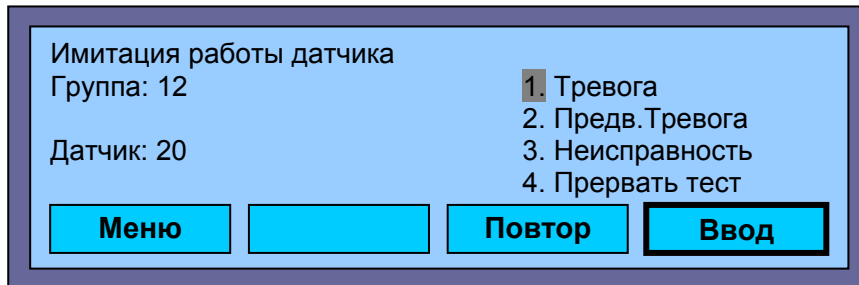 Имитация работы датчика
Группа: 12
1. Тревога
2. Предв.Тревога
Датчик: 20
3. Неисправность
4. Прервать тест
Меню
Повтор
Ввод